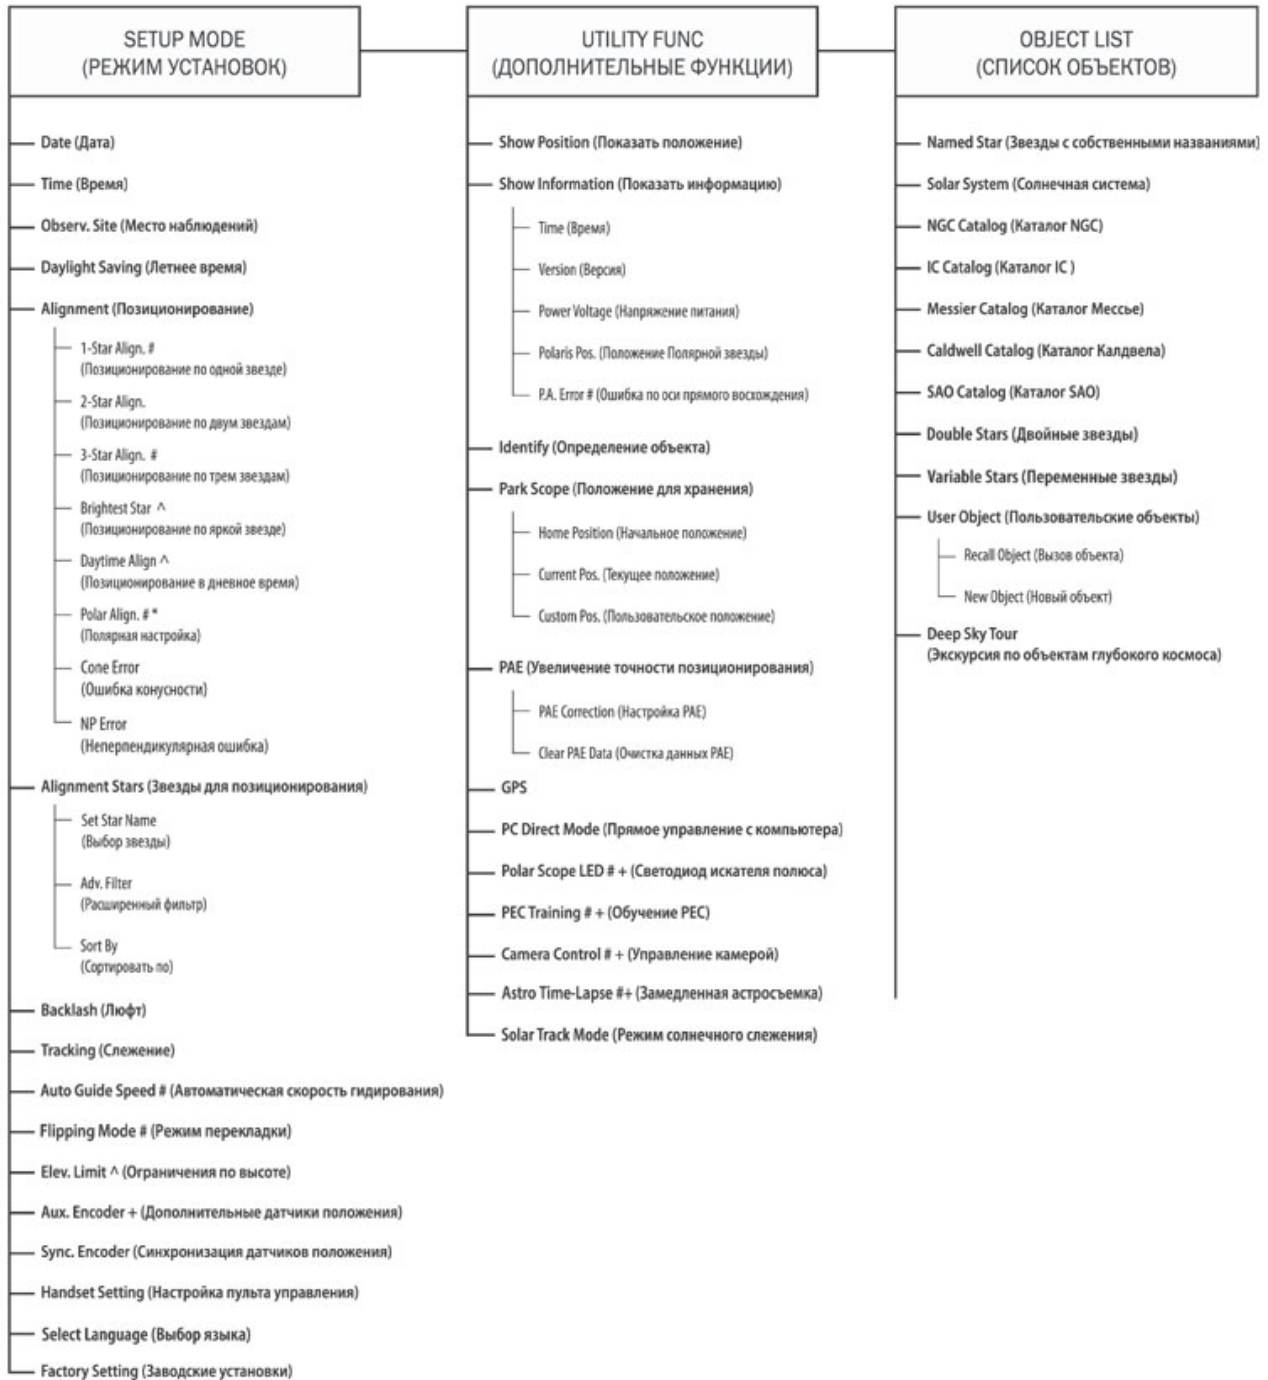 SETUP MODE
(РЕЖИМ УСТАНОВОК)
Date (Дата)
Time (Время)
Observ. Site (Место наблюдений)
Daylight Saving (Летнее время)
Alignment (Позиционирование)
1-Star Align. #
(Позиционирование по одной звезде)
2-Star Align.
(Позиционирование по двум звездам)
3-Star Align. #
(Позиционирование по трем звездам)
Brightest Star ^
(Позиционирование по яркой звезде)
Daytime Align ^
(Позиционирование в дневное время)
Polar Align. # *
(Полярная настройка)
Cone Error
(Ошибка конусности)
NP Error
(Неперпендикулярная ошибка)
Alignment Stars (Звезды для позиционирования)
Set Star Name
(Выбор звезды)
Adv. Filter
(Расширенный фильтр)
Sort By
(Сортировать по)
Backlash (Люфт)
Tracking (Слежение)
Auto Guide Speed # (Автоматическая скорость гидирования)
Flipping Mode # (Режим перекладки)
Elev. Limit ^ (Ограничения по высоте)
Aux. Encoder + (Дополнительные датчики положения)
Sync. Encoder (Синхронизация датчиков положения)
Handset Setting (Настройка пульта управления)
Select Language (Выбор языка)
Factory Setting (Заводские установки)
UTILITY FUNC
(ДОПОЛНИТЕЛЬНЫЕ ФУНКЦИИ)
Show Position (Показать положение)
Show Information (Показать информацию)
Time (Время)
Version (Версия)
Power Voltage (Напряжение питания)
Polaris Pos. (Положение Полярной звезды)
P.A. Error # (Ошибка по оси прямого восхождения)
Identify (Определение объекта)
Park Scope (Положение для хранения)
Home Position (Начальное положение)
Current Pos. (Текущее положение)
Custom Pos. (Пользовательское положение)
PAE (Увеличение точности позиционирования)
PAE Correction (Настройка PAE)
Clear PAE Data (Очистка данных PAE)
GPS
PC Direct Mode (Прямое управление с компьютера)
Polar Scope LED # + (Светодиод искателя полюса)
PEC Training # + (Обучение PEC)
Camera Control # + (Управление камерой)
Astro Time-Lapse #+ (Замедленная астросъемка)
Solar Track Mode (Режим солнечного слежения)
OBJECT LIST
(СПИСОК ОБЪЕКТОВ)
Named Star (Звезды с собственными названиями)
Solar System (Солнечная система)
NGC Catalog (Каталог NGC)
IC Catalog (Каталог IC )
Messier Catalog (Каталог Мессье)
Caldwell Catalog (Каталог Калдвела)
SAO Catalog (Каталог SAO)
Double Stars (Двойные звезды)
Variable Stars (Переменные звезды)
User Object (Пользовательские объекты)
Recall Object (Вызов объекта)
New Object (Новый объект)
Deep Sky Tour
(Экскурсия по объектам глубокого космоса)